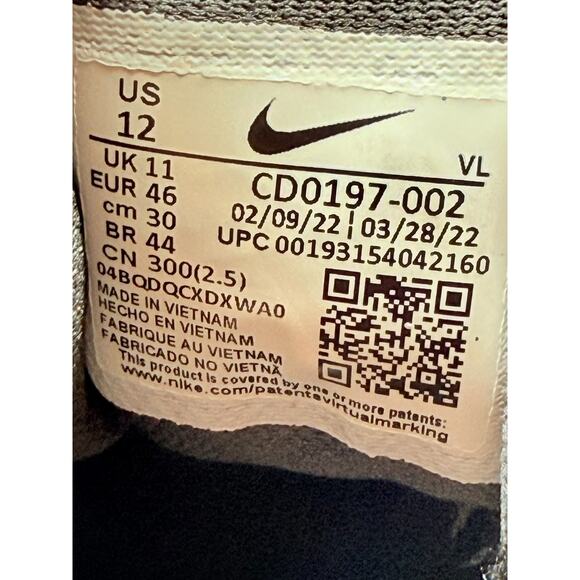 US
12
UK 11
EUR 46
cm 30
BR 44
CN 300(2.5)
VL
CD0197-002
02/09/22 | 03/28/22
UPC 00193154042160
04BQDQCXDXWA0
MADE IN VIETNAM
HECHO EN VIETNAM
FABRIQUE AU VIETNAM
FABRICADO NO VIETNÃ
This product is covered by one or more patents:
www.nike.com/patentsvirtualmarking